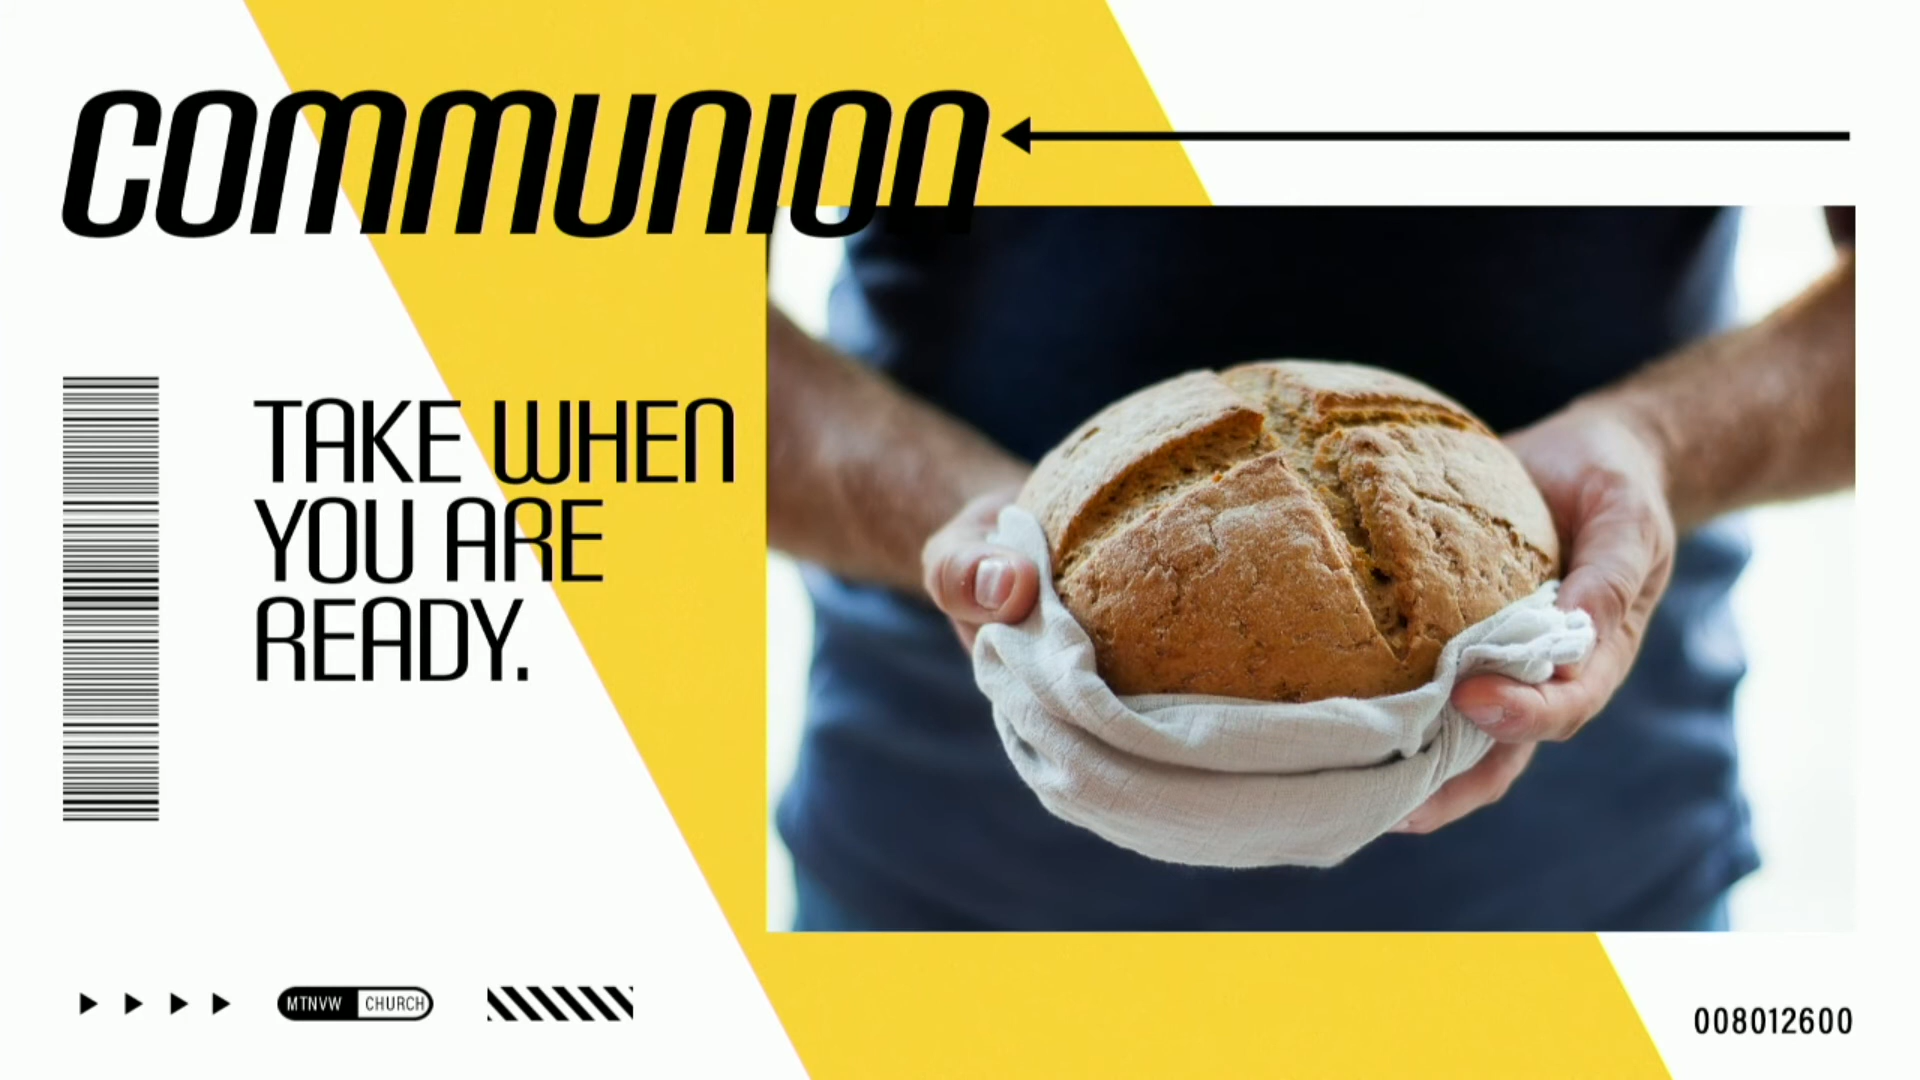 COMMUNION
TAKE WHEN
YOU ARE
READY.
MTNVW CHURCH
008012600